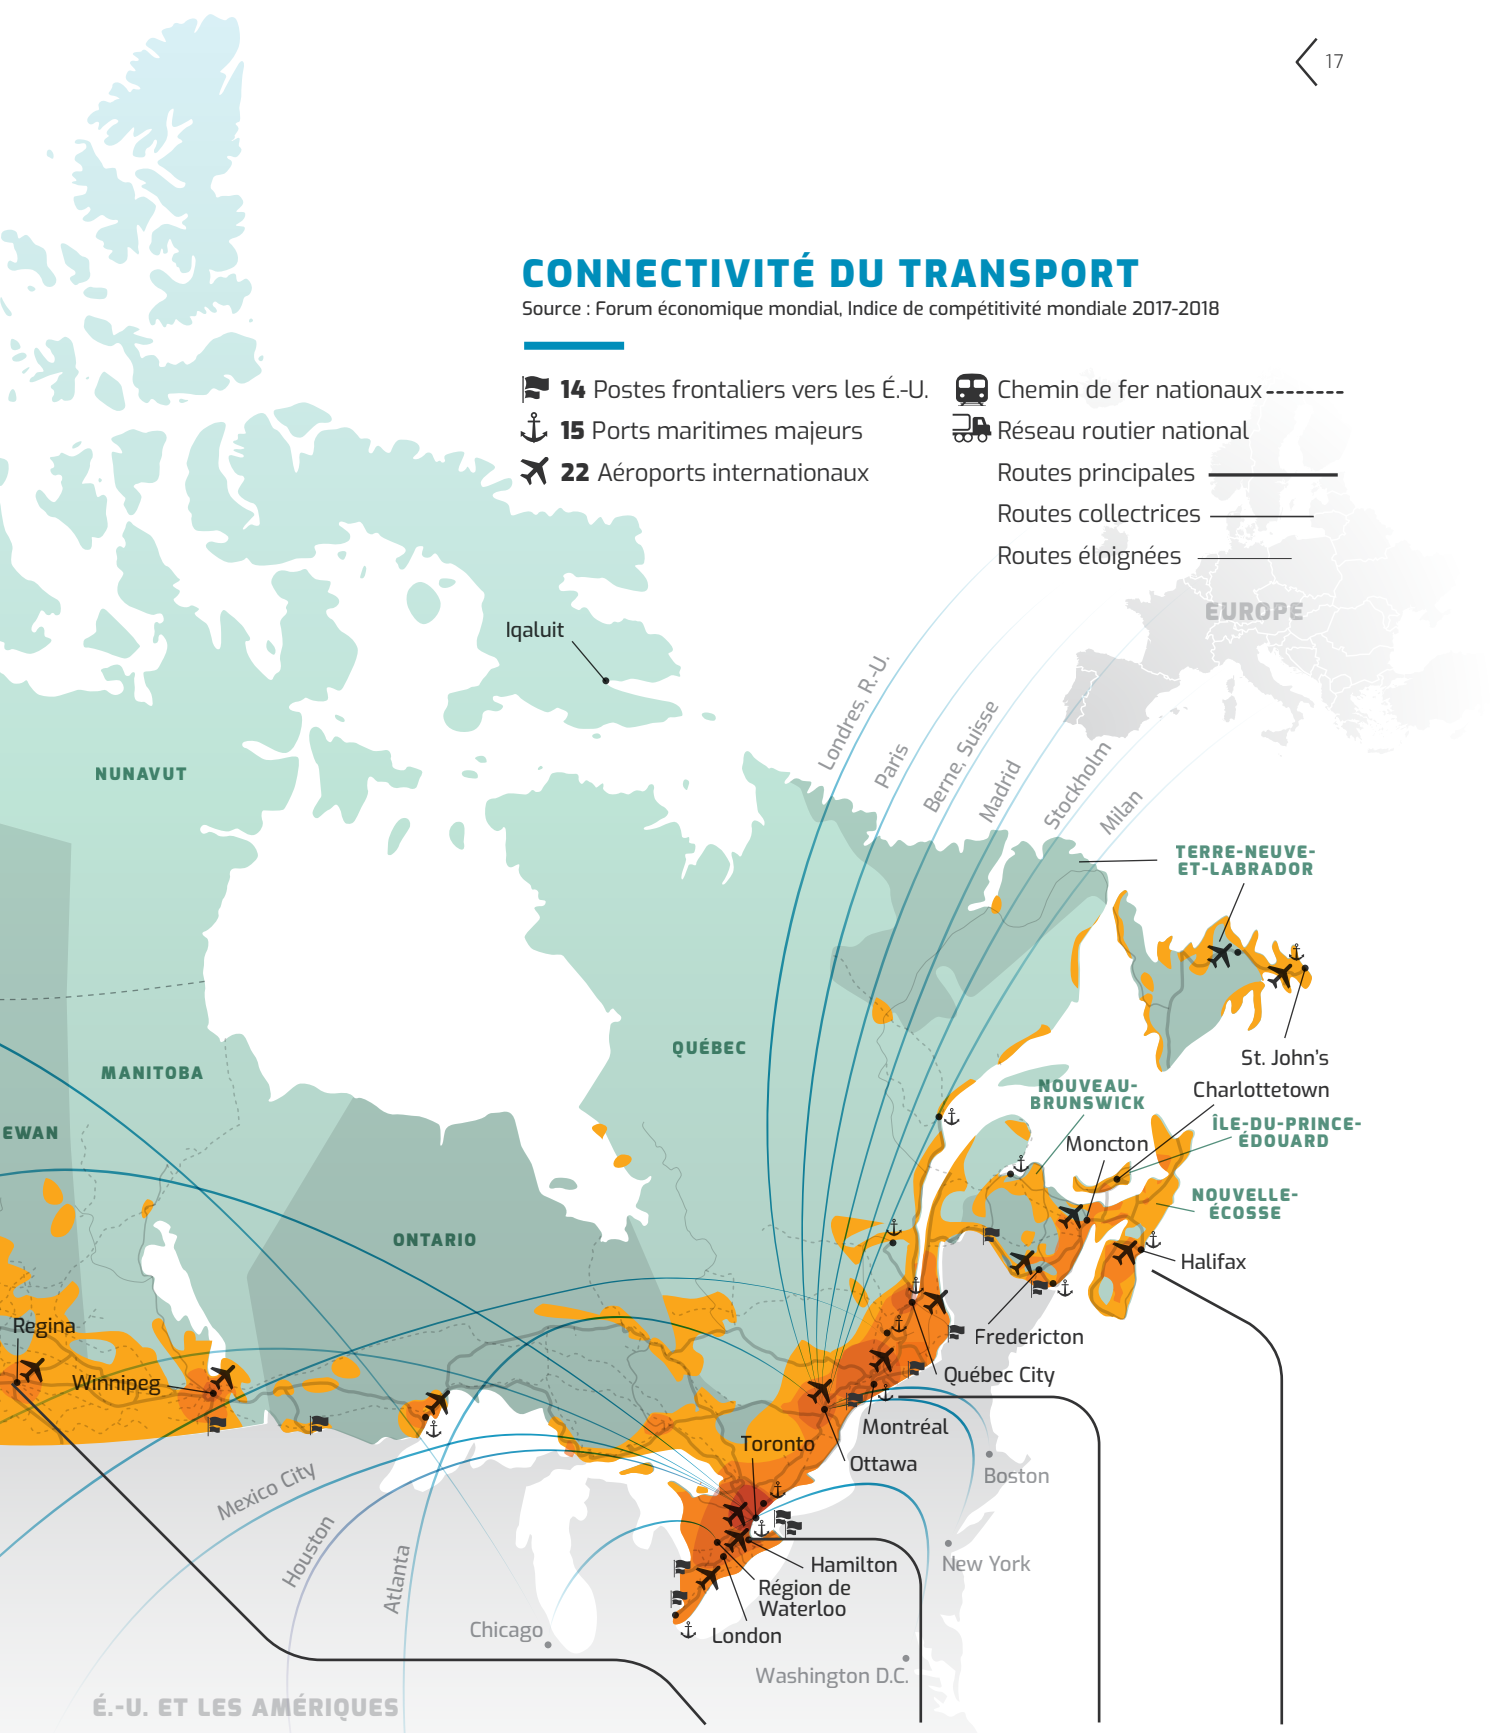 17
CONNECTIVITÉ DU TRANSPORT
Source : Forum économique mondial, Indice de compétitivité mondiale 2017-2018
14 Postes frontaliers vers les É.-U.
15 Ports maritimes majeurs
22 Aéroports internationaux
Chemin de fer nationaux
Réseau routier national
Routes principales
Routes collectrices
Routes éloignées
EUROPE
Iqaluit
Londres, R.-U.
Paris
Berne, Suisse
Madrid
Stockholm
Milan
NUNAVUT
TERRE-NEUVE-
ET-LABRADOR
QUÉBEC
MANITOBA
St. John's
Charlottetown
NOUVEAU-
BRUNSWICK
ÎLE-DU-PRINCE-
ÉDOUARD
EWAN
Moncton
NOUVELLE-
ÉCOSSE
ONTARIO
Halifax
Regina
Fredericton
Winnipeg
Québec City
Montréal
Toronto
Ottawa
Boston
Mexico City
Houston
Atlanta
New York
Hamilton
Région de
Waterloo
London
Chicago
Washington D.C.
É.-U. ET LES AMÉRIQUES